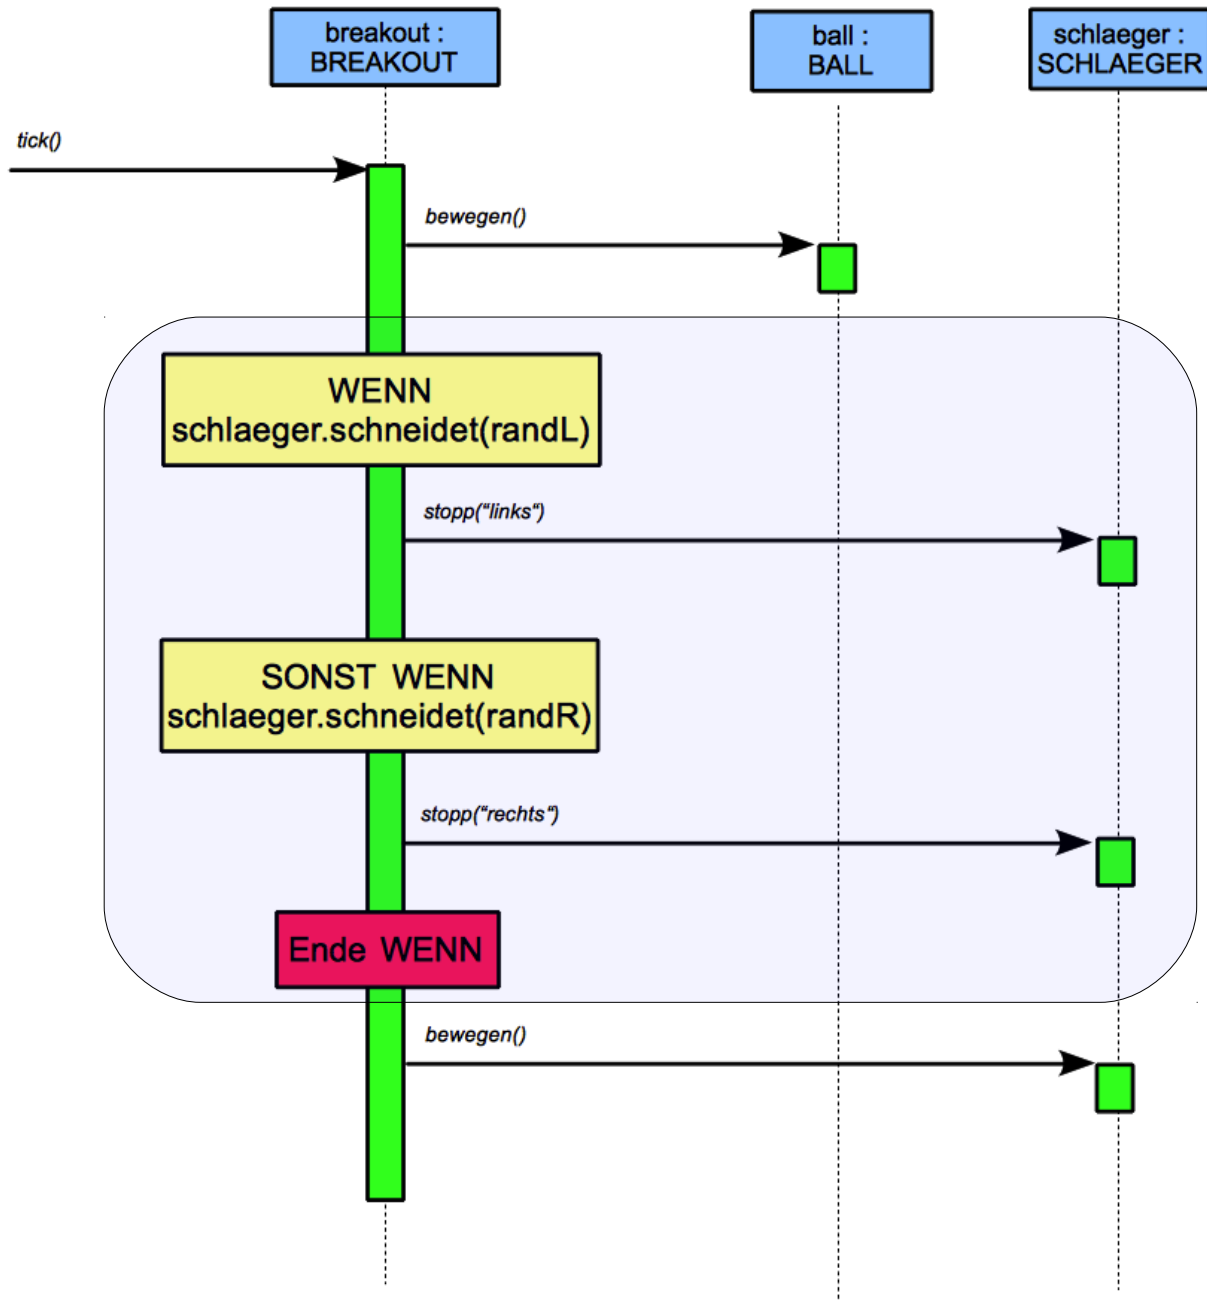 breakout :
BREAKOUT
ball :
BALL
schlaeger :
SCHLAEGER
tick()
bewegen()
WENN
schlaeger.schneidet(randL)
stopp(“links“)
SONST WENN
schlaeger.schneidet(randR)
stopp(“rechts“)
Ende WENN
bewegen()